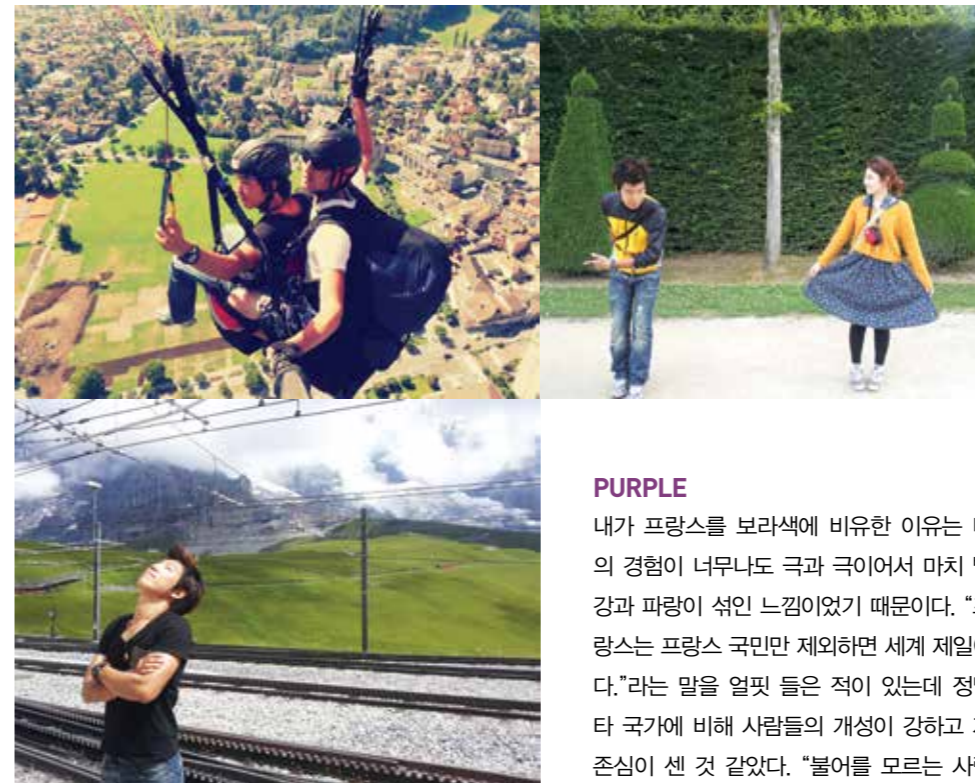 PURPLE
내가 프랑스를 보라색에 비유한 이유는
의 경험이 너무나도 극과 극이어서 마치
강과 파랑이 섞인 느낌이었기 때문이다.
랑스는 프랑스 국민만 제외하면 세계 제일
다.”라는 말을 얼핏 들은 적이 있는데
타 국가에 비해 사람들의 개성이 강하고
존심이 센 것 같았다. “불어를 모르는